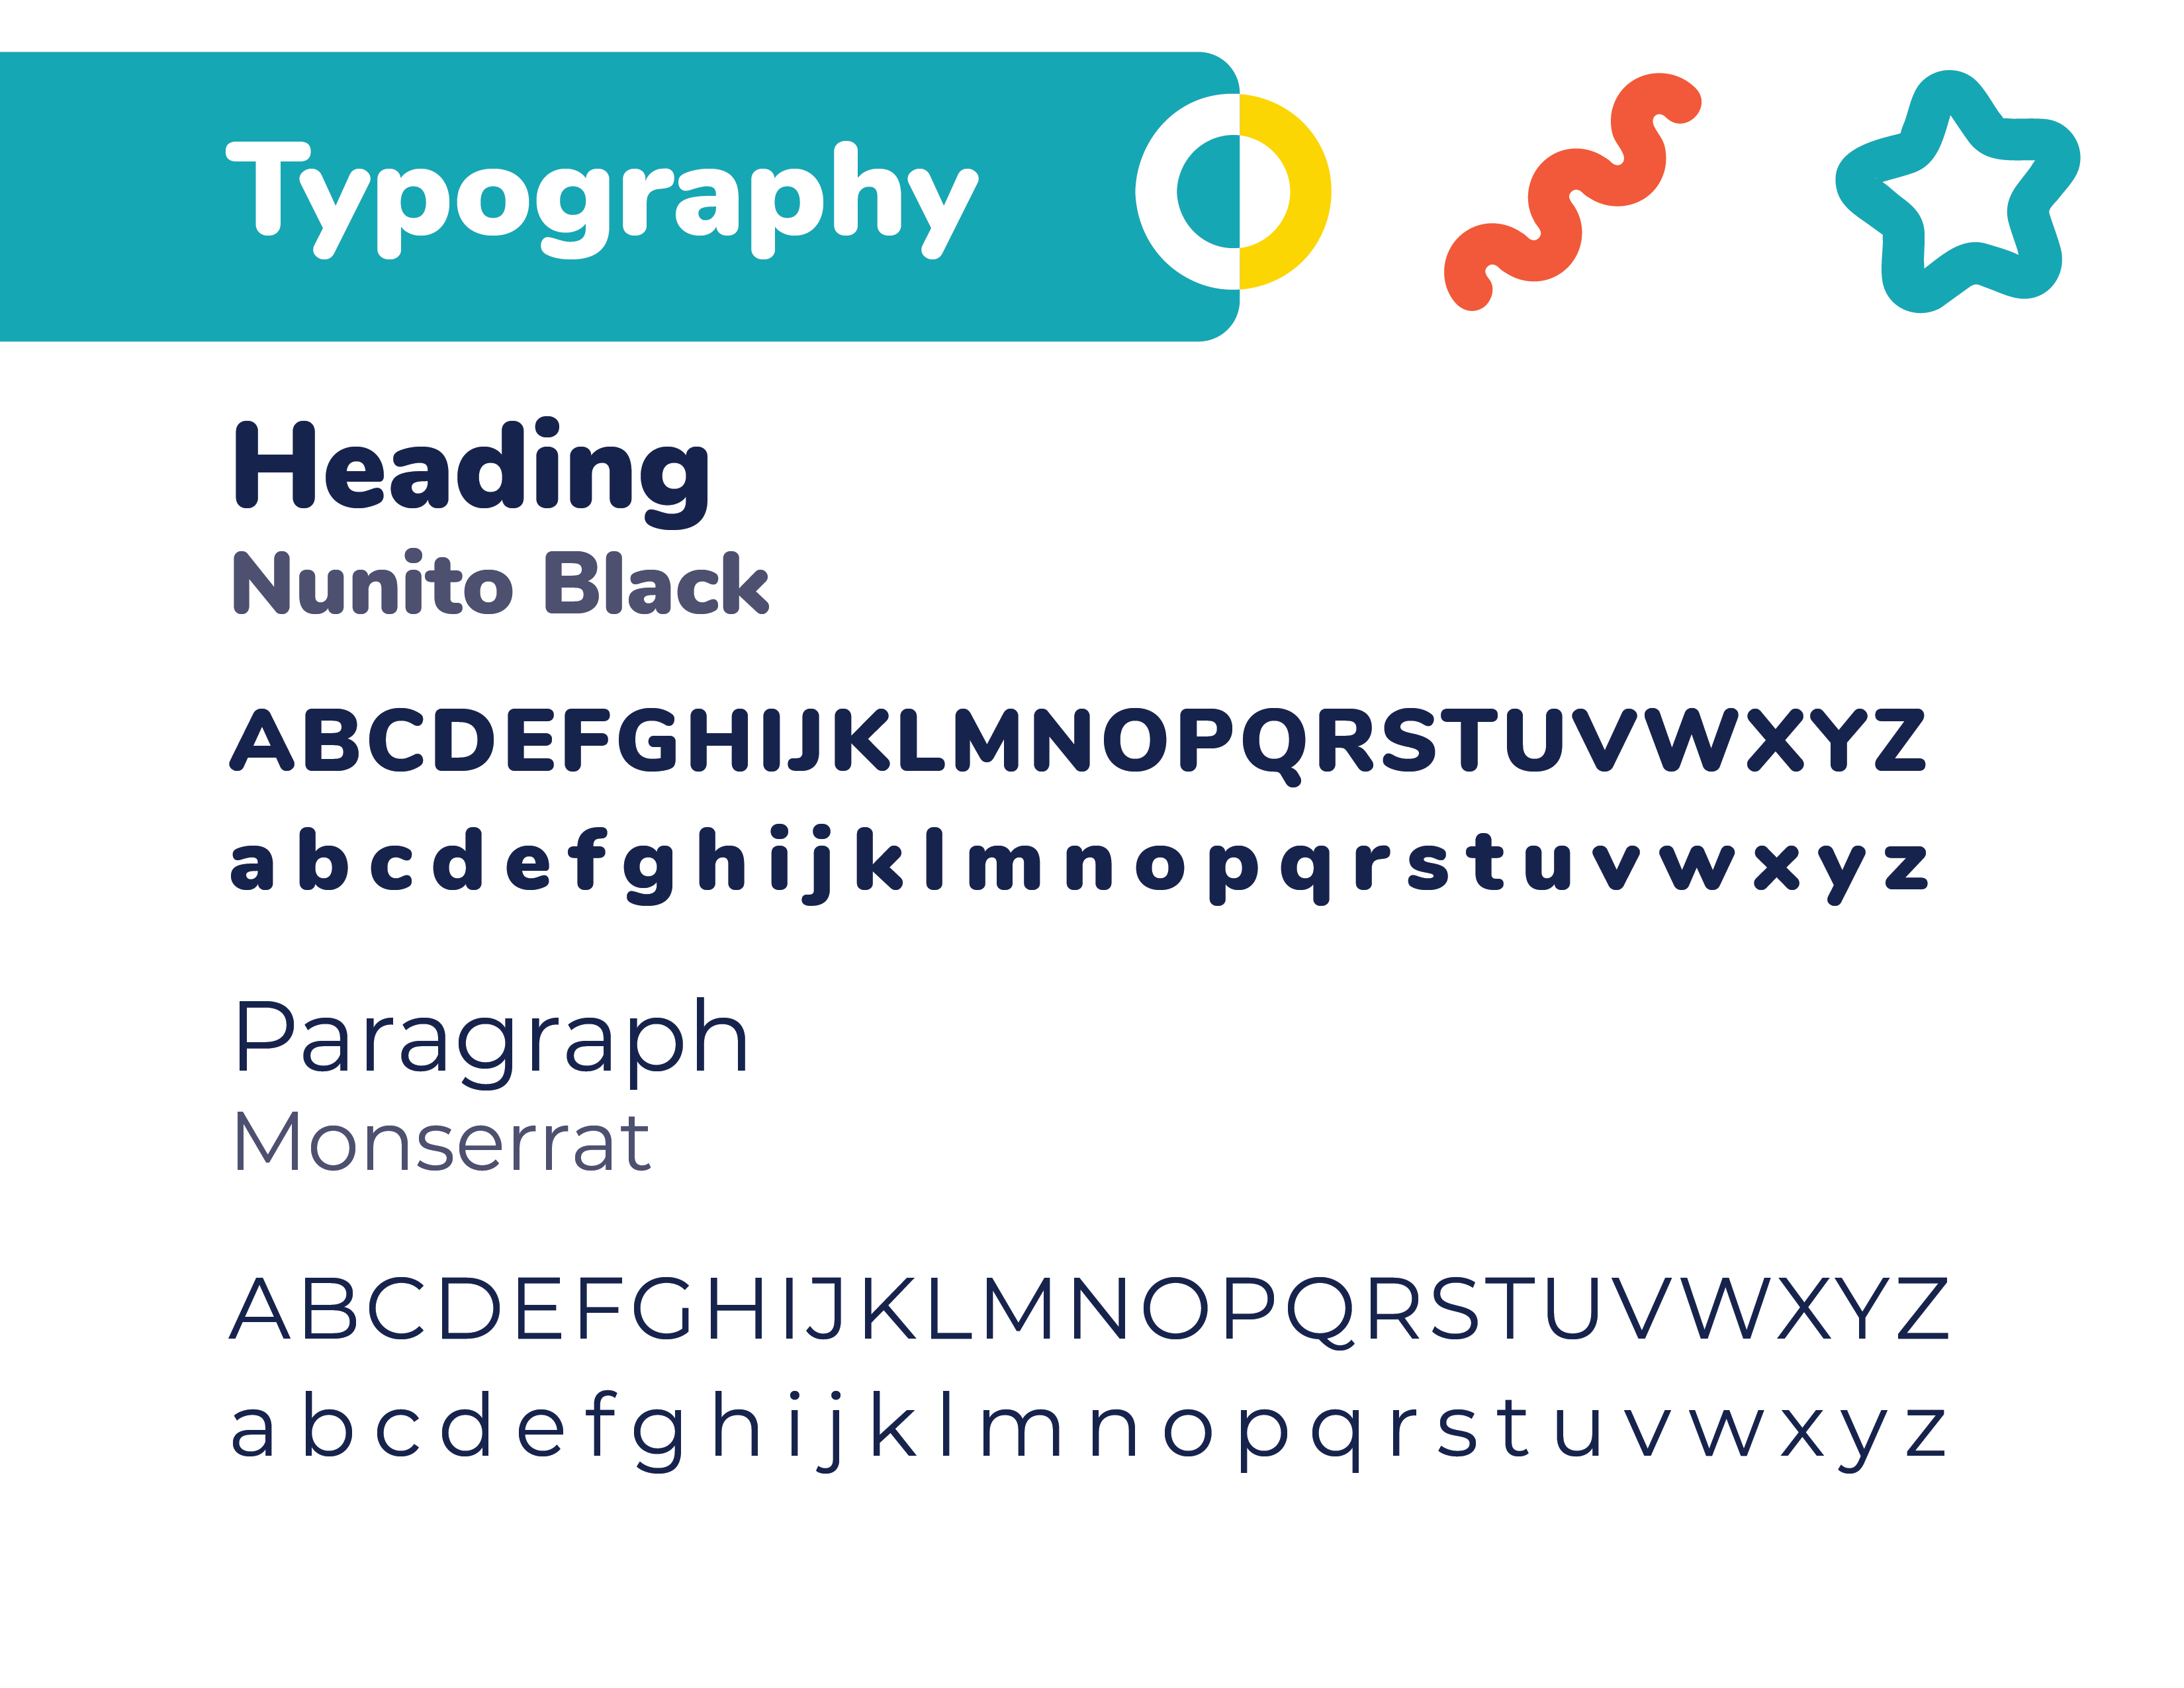 Typography
Heading
Nunito Black
ABCDEFGHIJKLMNOPQRSTUVWXYZ
a b c d e f g h i j k l m n o p q r s t u v w x y z
Paragraph
Monserrat
ABCDEFGHIJKLMNOPQRSTUVWXYZ
a b c d e f g h i j k l m n o p q r s t u v w x y z